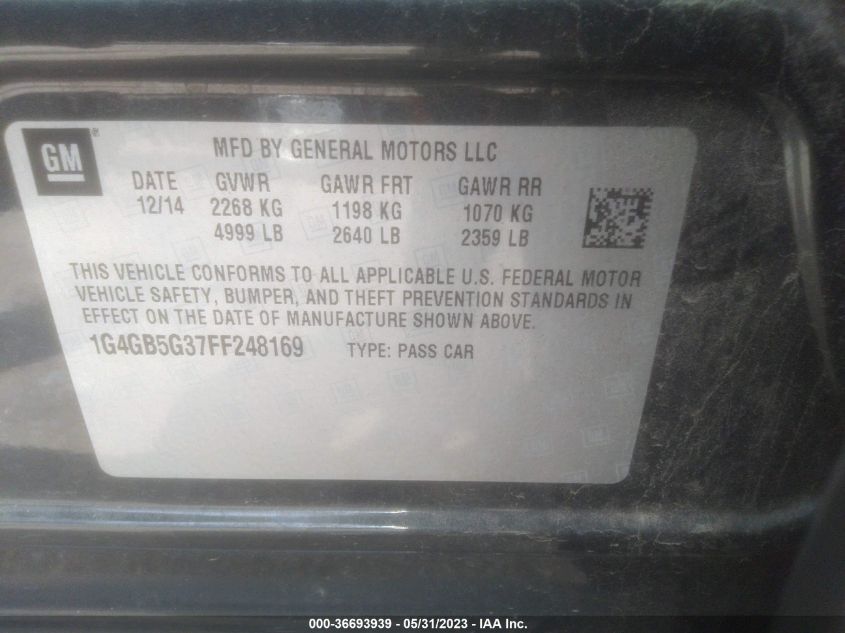 GM ®
MFD BY GENERAL MOTORS LLC
DATE GVWR GAWR FRT GAWR RR
12/14 2268 KG 1198 KG 1070 KG
4999 LB 2640 LB 2359 LB
THIS VEHICLE CONFORMS TO ALL APPLICABLE U.S. FEDERAL MOTOR
VEHICLE SAFETY, BUMPER, AND THEFT PREVENTION STANDARDS IN
EFFECT ON THE DATE OF MANUFACTURE SHOWN ABOVE.
1G4GB5G37FF248169 TYPE: PASS CAR
000-36693939 - 05/31/2023 - IAA Inc.